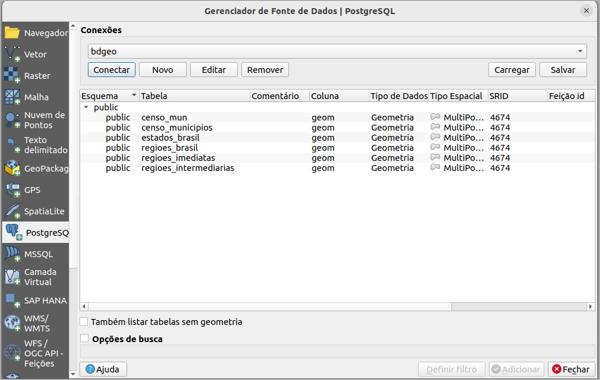 Gerenciador de Fonte de Dados | PostgreSQL
Navegador
Vetor
Raster
Malha
Nuvem de
Pontos
Texto
delimitado
GeoPackag
GPS
SpatiaLite
PostgreSQ
MSSQL
Camada
Virtual
SAP HANA
WMS/
WMTS
WFS /
OGC API -
Feições
Conexões
bdgeo
Conectar Novo Editar Remover Carregar Salvar
Esquema Tabela Comentário Coluna Tipo de Dados Tipo Espacial SRID Feição id
public
public censo_mun geom Geometria MultiPo... 4674
public censo_municipios geom Geometria MultiPo... 4674
public estados_brasil geom Geometria MultiPo... 4674
public regioes_brasil geom Geometria MultiPo... 4674
public regioes_imediatas geom Geometria MultiPo... 4674
public regioes_intermediarias geom Geometria MultiPo... 4674
Também listar tabelas sem geometria
Opções de busca
Ajuda Definir filtro Adicionar Fechar